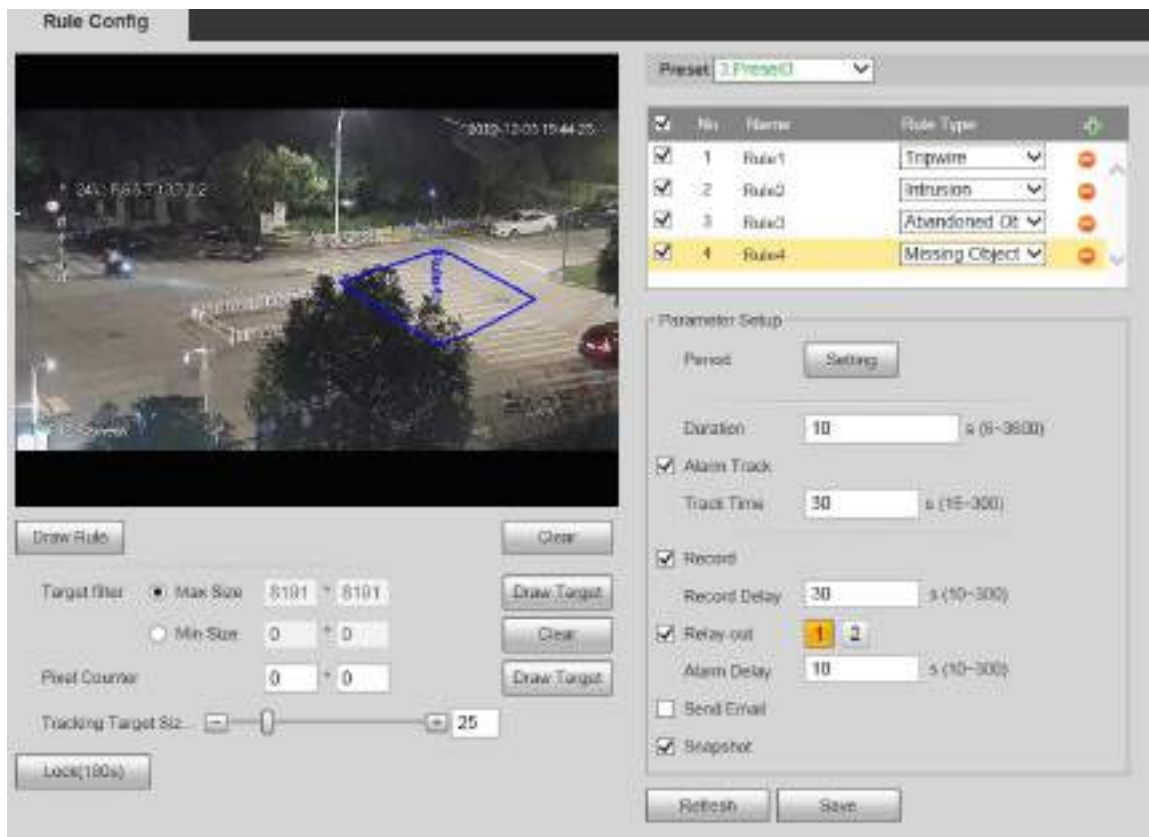 Rule Config
Preset
No Name Rule Type
1 Rule1 Tripwire
2 Rule2 Intrusion
3 Rule3 Abandoned Ob
4 Rule4 Missing Object
Rule4
Parameter Setup
Period Setting
Duration 10 s (6~3600)
Alarm Track
Track Time 30 s (15~300)
Record
Record Delay s (10~300)
Relay-out 1 2
Alarm Delay 10 s (10~300)
Send Email
Snapshot
Refresh Save
Draw Rule Clear
Target filter Max Size 8191 * 8191 Draw Target
Min Size 0 * 0 Clear
Pixel Counter 0 * 0 Draw Target
Tracking Target Siz... 25
Lock(180s)